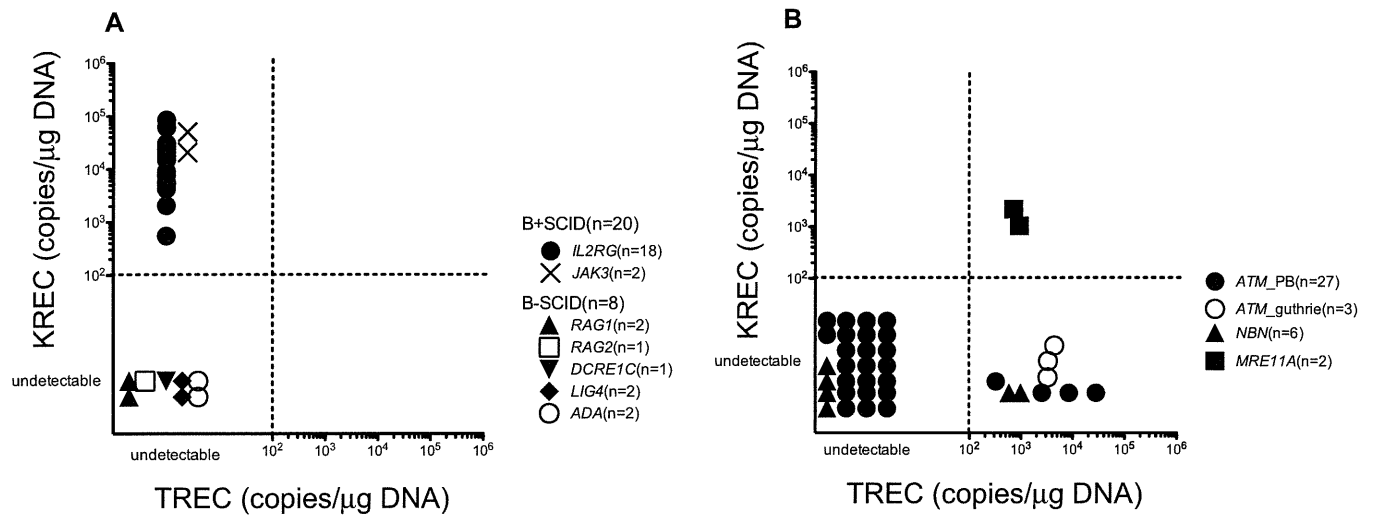 A
KREC (copies/µg DNA)
10⁶
10⁵
10⁴
10³
10²
undetectable
undetectable
10²
10³
10⁴
10⁵
10⁶
TREC (copies/µg DNA)
B+SCID(n=20)
IL2RG(n=18)
JAK3(n=2)
B-SCID(n=8)
RAG1(n=2)
RAG2(n=1)
DCRE1C(n=1)
LIG4(n=2)
ADA(n=2)
B
KREC (copies/µg DNA)
10⁶
10⁵
10⁴
10³
10²
undetectable
undetectable
10²
10³
10⁴
10⁵
10⁶
TREC (copies/µg DNA)
ATM_PB(n=27)
ATM_guthrie(n=3)
NBN(n=6)
MRE11A(n=2)